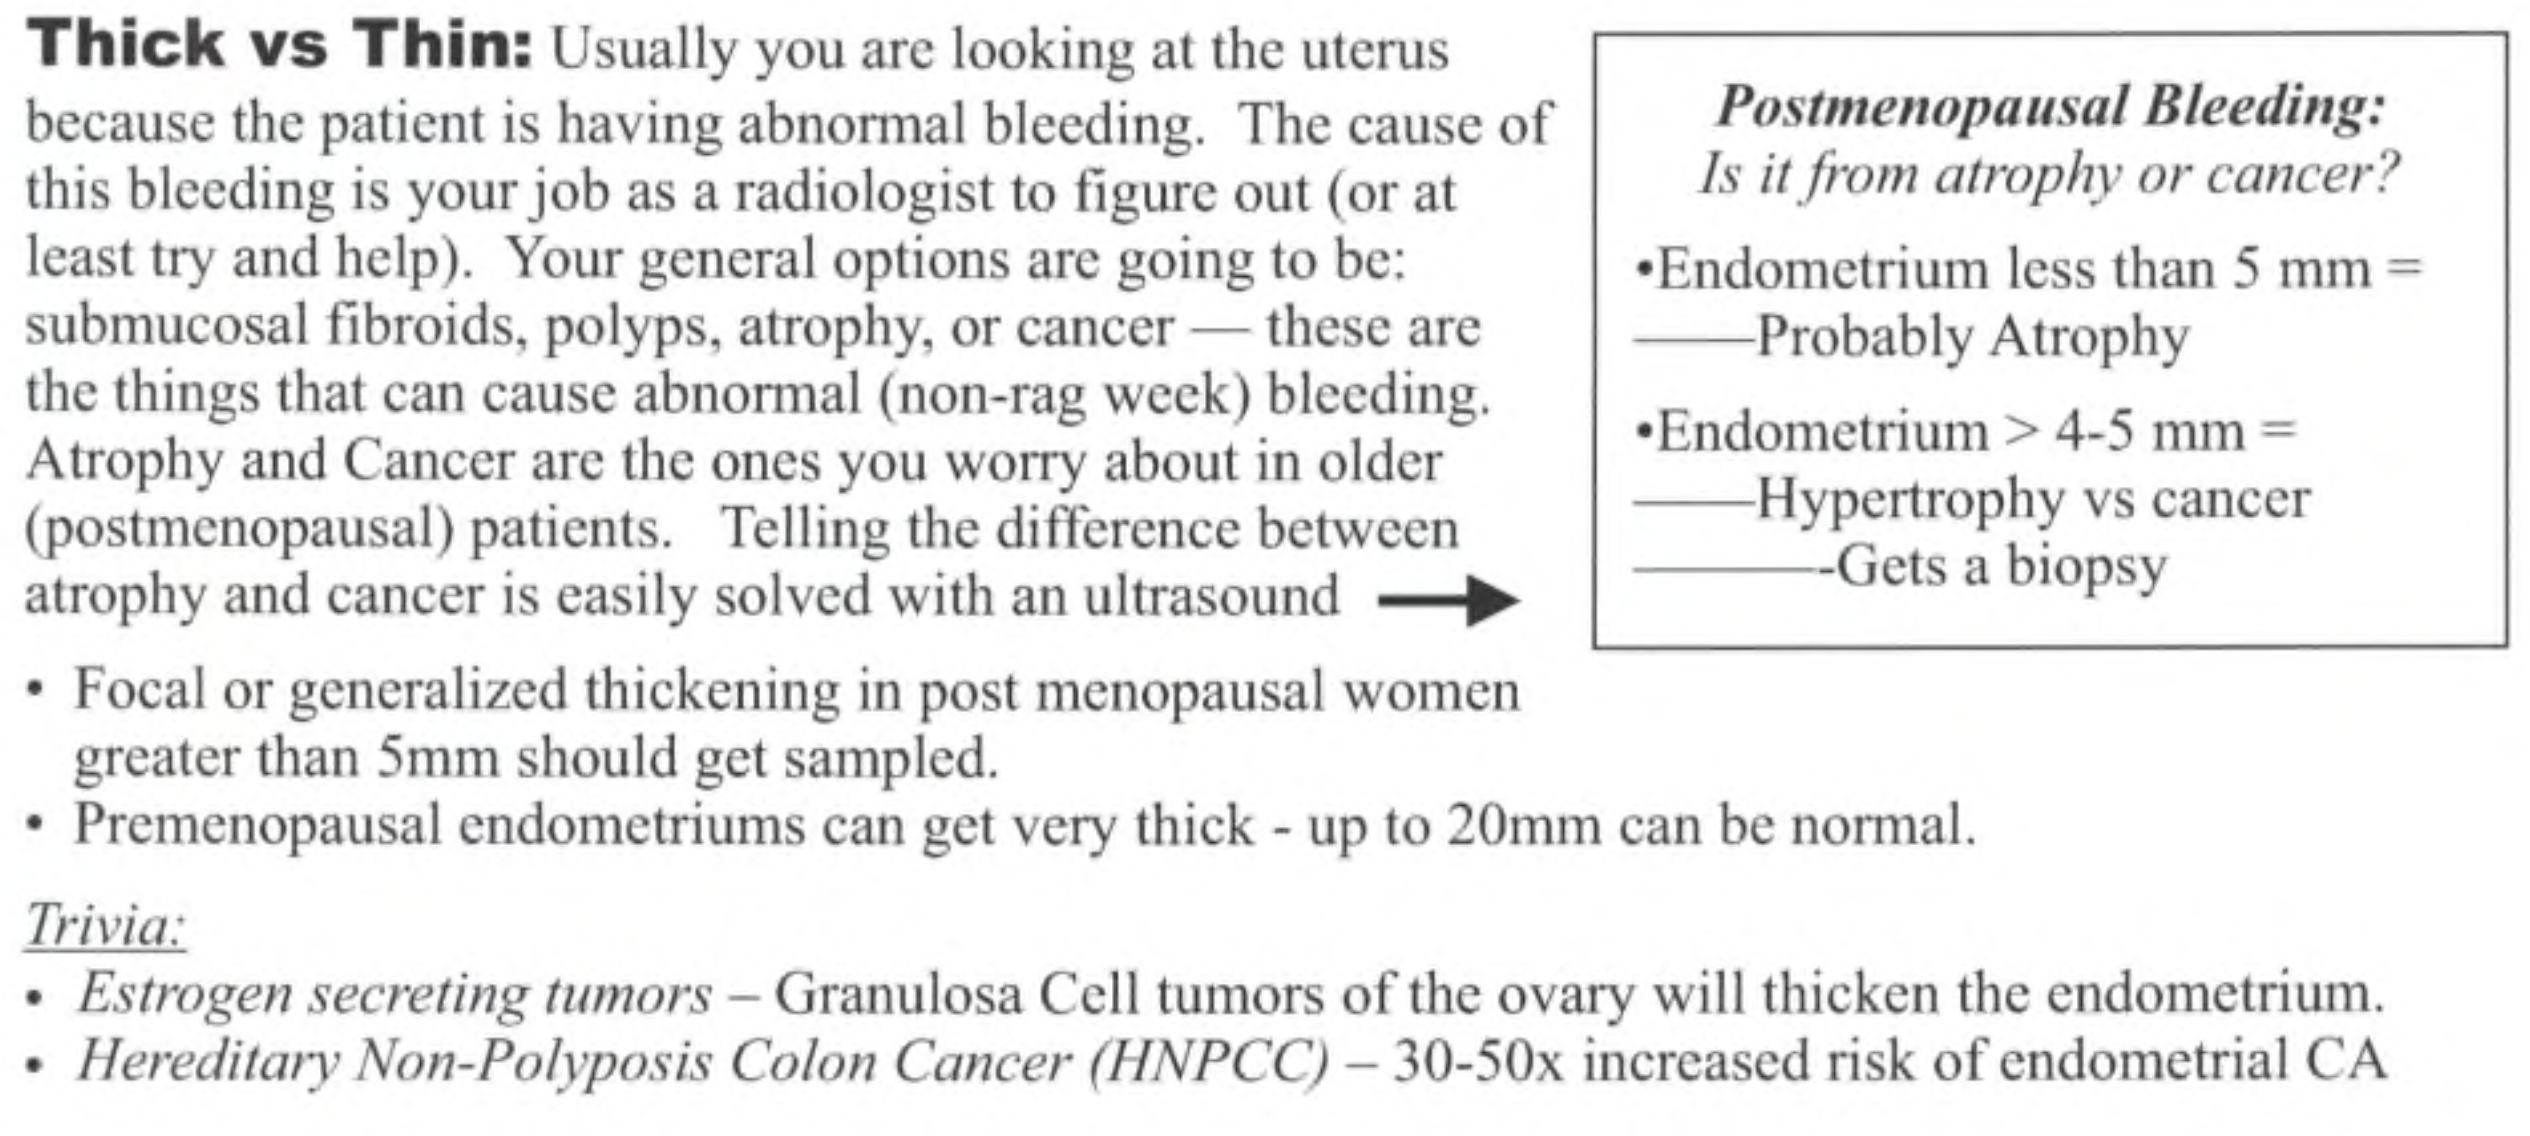 Thick vs Thin: Usually you are looking at the uterus
because the patient is having abnormal bleeding. The cause of
this bleeding is your job as a radiologist to figure out (or at
least try and help). Your general options are going to be:
submucosal fibroids, polyps, atrophy, or cancer — these are
the things that can cause abnormal (non-rag week) bleeding.
Atrophy and Cancer are the ones you worry about in older
(postmenopausal) patients. Telling the difference between
atrophy and cancer is easily solved with an ultrasound
Postmenopausal Bleeding:
Is it from atrophy or cancer?
•Endometrium less than 5 mm =
——Probably Atrophy
•Endometrium > 4-5 mm =
——Hypertrophy vs cancer
———-Gets a biopsy
• Focal or generalized thickening in post menopausal women
greater than 5mm should get sampled.
• Premenopausal endometriums can get very thick - up to 20mm can be normal.
Trivia:
• Estrogen secreting tumors – Granulosa Cell tumors of the ovary will thicken the endometrium.
• Hereditary Non-Polyposis Colon Cancer (HNPCC) – 30-50x increased risk of endometrial CA